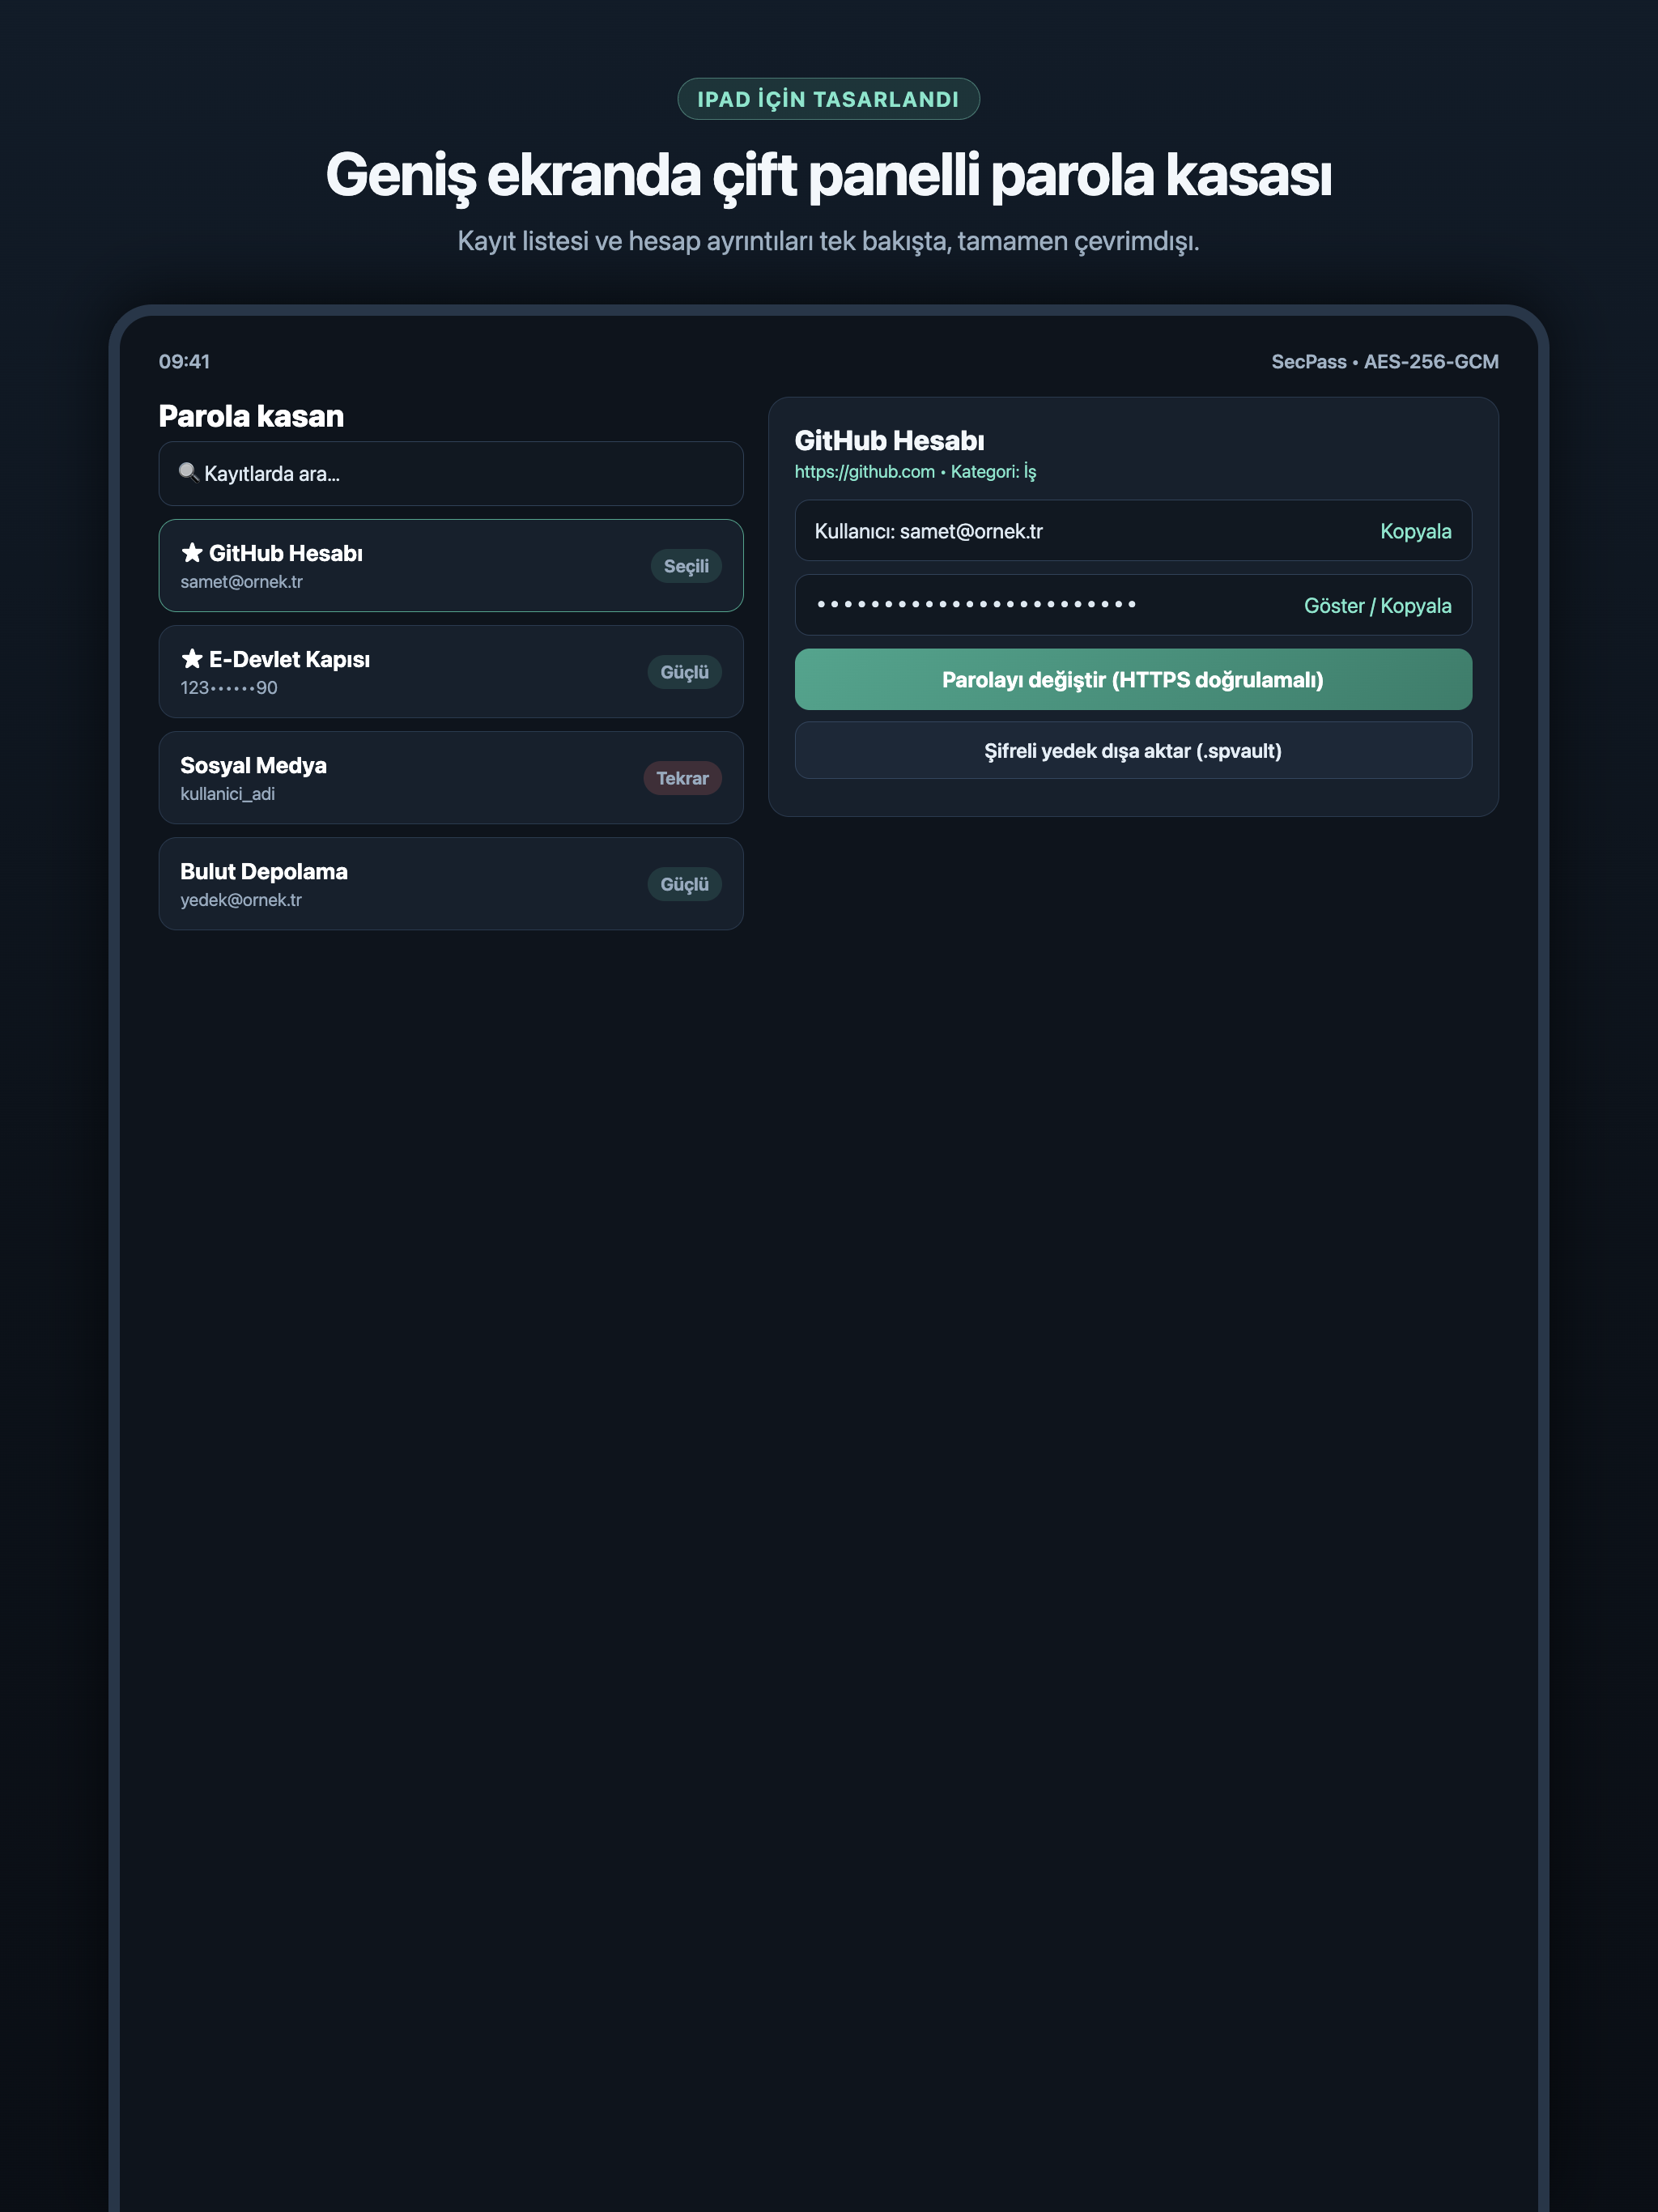 IPAD İÇİN TASARLANDI
Geniş ekranda çift panelli parola kasası
Kayıt listesi ve hesap ayrıntıları tek bakışta, tamamen çevrimdışı.
09:41
SecPass • AES-256-GCM
Parola kasan
Kayıtlarda ara...
★ GitHub Hesabı
samet@ornek.tr
Seçili
★ E-Devlet Kapısı
123••••••90
Güçlü
Sosyal Medya
kullanici_adi
Tekrar
Bulut Depolama
yedek@ornek.tr
Güçlü
GitHub Hesabı
https://github.com • Kategori: İş
Kullanıcı: samet@ornek.tr
Kopyala
••••••••••••••••••••••••
Göster / Kopyala
Parolayı değiştir (HTTPS doğrulamalı)
Şifreli yedek dışa aktar (.spvault)